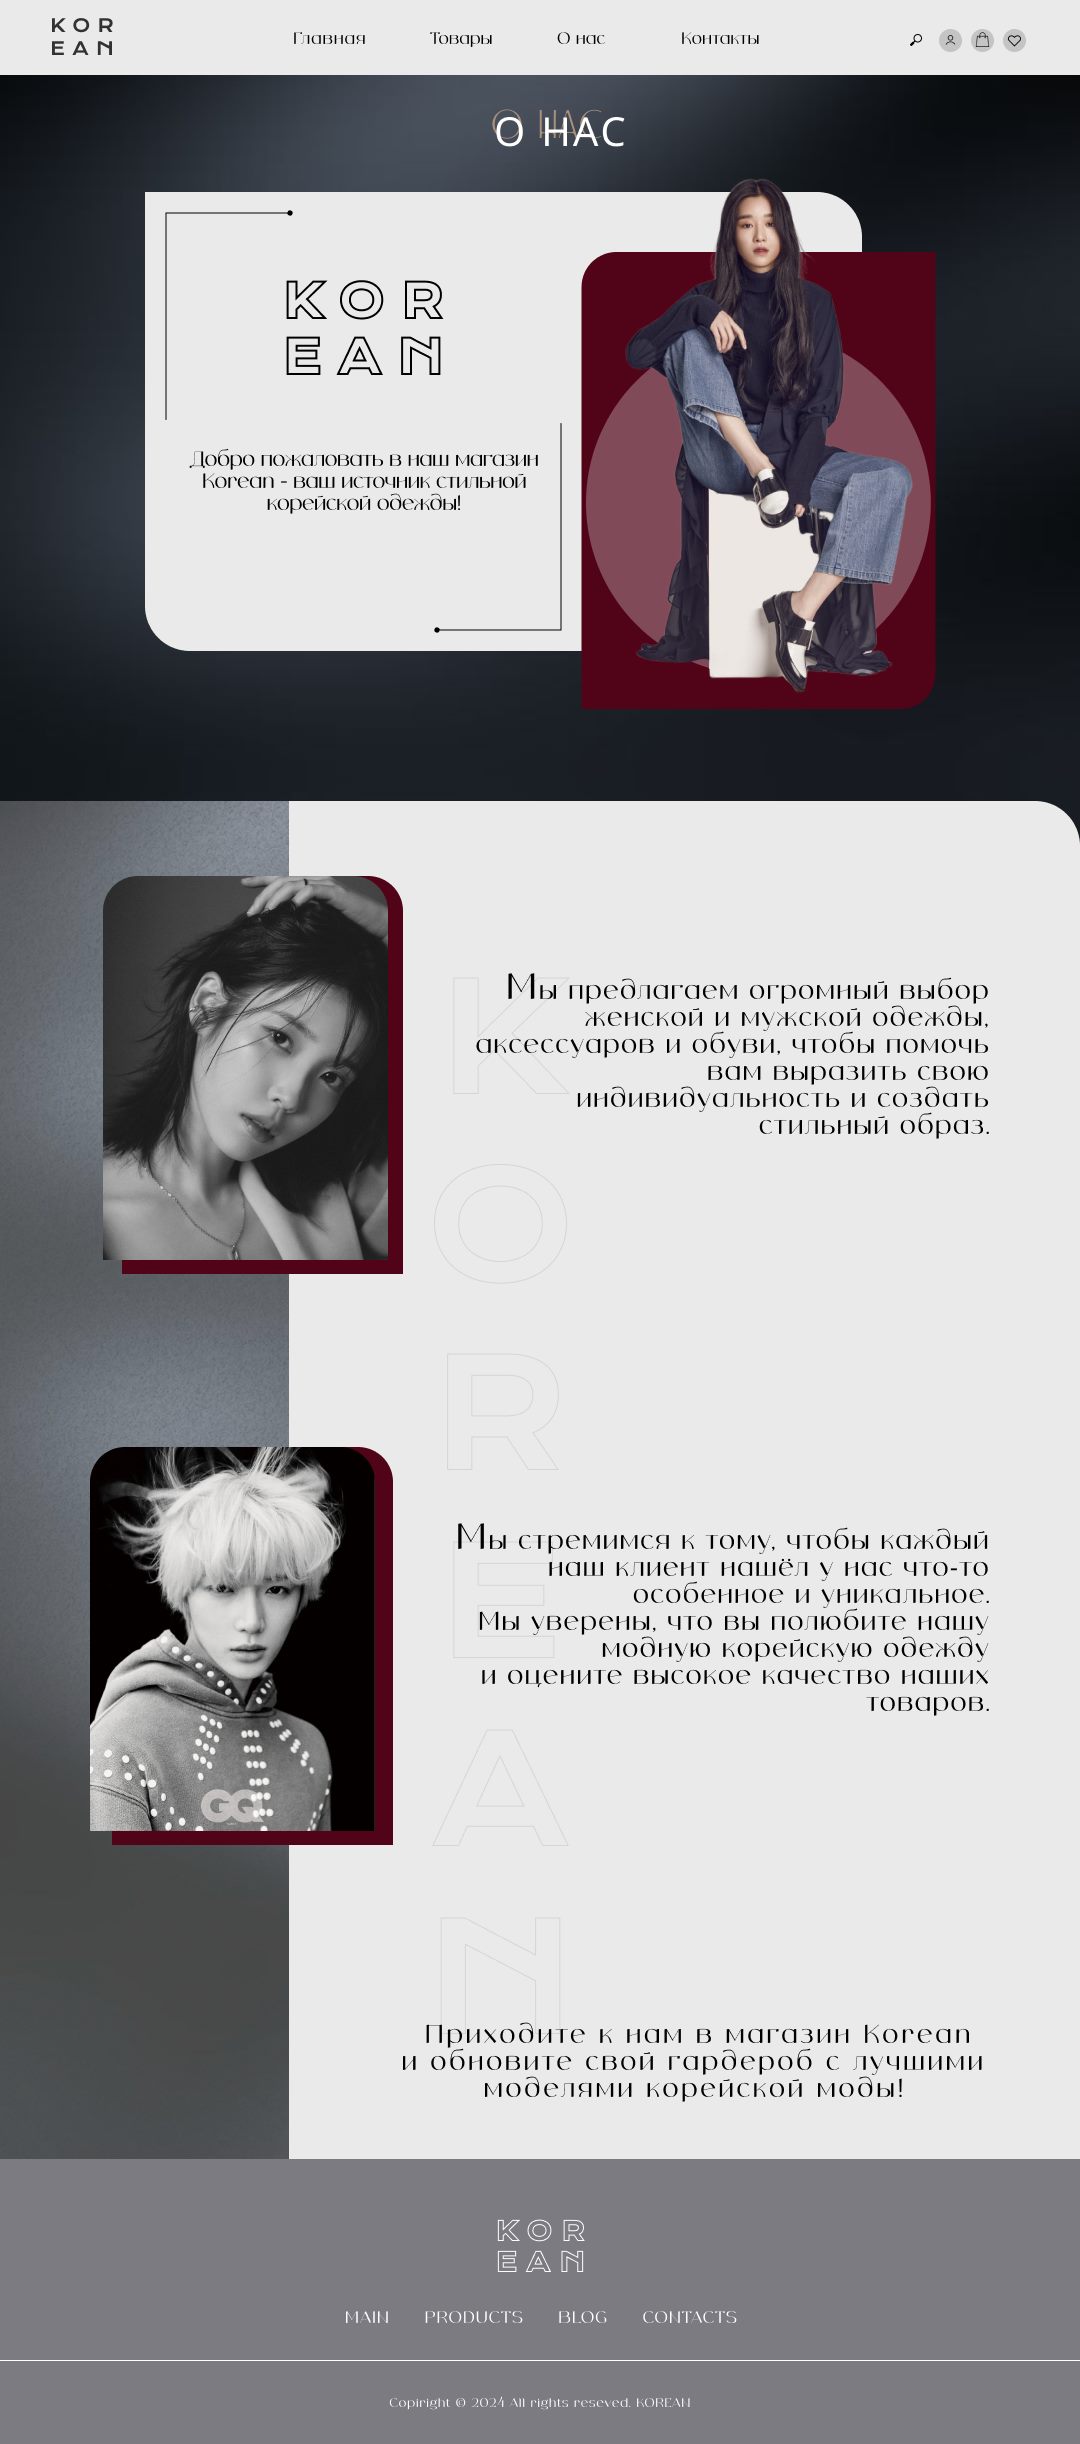 KOR
EAN
Главная Товары О нас Контакты
О НАС
О НАС
KOR
EAN
Добро пожаловать в наш магазин
Korean - ваш источник стильной
корейской одежды!
Мы предлагаем огромный выбор
женской и мужской одежды,
аксессуаров и обуви, чтобы помочь
вам выразить свою
индивидуальность и создать
стильный образ.
K
O
R
E
A
N
Мы стремимся к тому, чтобы каждый
наш клиент нашёл у нас что-то
особенное и уникальное.
Мы уверены, что вы полюбите нашу
модную корейскую одежду
и оцените высокое качество наших
товаров.
GQ
Приходите к нам в магазин Korean
и обновите свой гардероб с лучшими
моделями корейской моды!
KOR
EAN
MAIN PRODUCTS BLOG CONTACTS
Copiright © 2024 All rights reseved. KOREAN